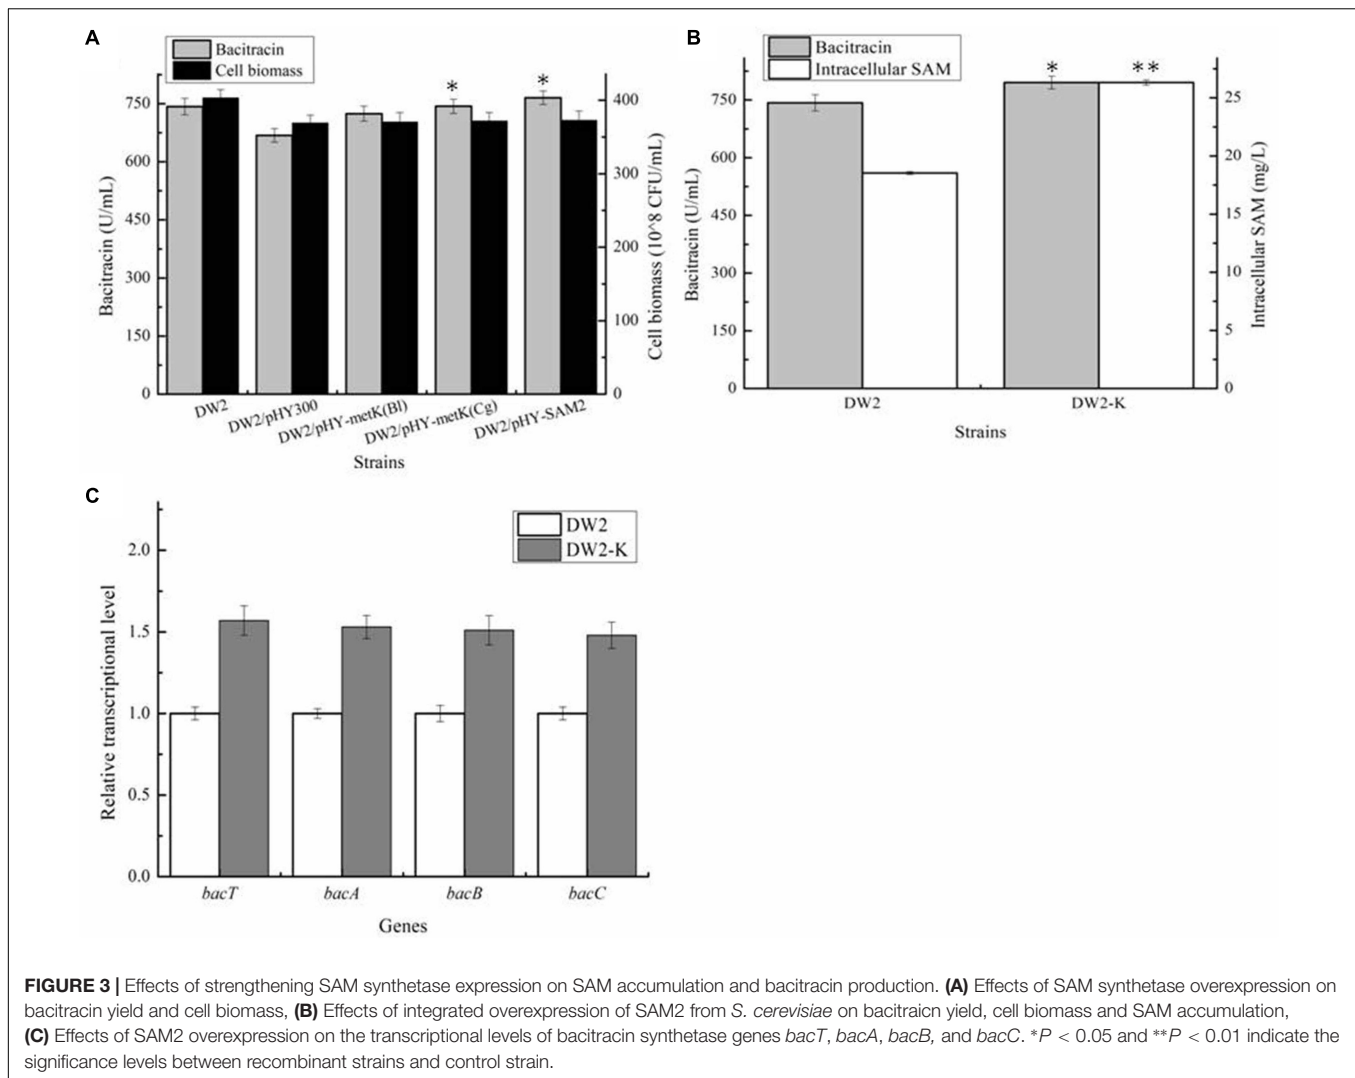 A
Bacitracin
Cell biomass
*
*
750
600
450
300
150
0
Bacitracin (U/mL)
400
300
200
100
0
Cell biomass (10^8 CFU/mL)
DW2
DW2/pHY300
DW2/pHY-metK(Bl)
DW2/pHY-metK(Cg)
DW2/pHY-SAM2
Strains
B
Bacitracin
Intracellular SAM
*
**
750
600
450
300
150
0
Bacitracin (U/mL)
25
20
15
10
5
0
Intracellular SAM (mg/L)
DW2
DW2-K
Strains
C
DW2
DW2-K
2.0
1.5
1.0
0.5
0.0
Relative transcriptional level
bacT
bacA
bacB
bacC
Genes
FIGURE 3 | Effects of strengthening SAM synthetase expression on SAM accumulation and bacitracin production. (A) Effects of SAM synthetase overexpression on
bacitracin yield and cell biomass, (B) Effects of integrated overexpression of SAM2 from S. cerevisiae on bacitraicn yield, cell biomass and SAM accumulation,
(C) Effects of SAM2 overexpression on the transcriptional levels of bacitracin synthetase genes bacT, bacA, bacB, and bacC. *P < 0.05 and **P < 0.01 indicate the
significance levels between recombinant strains and control strain.